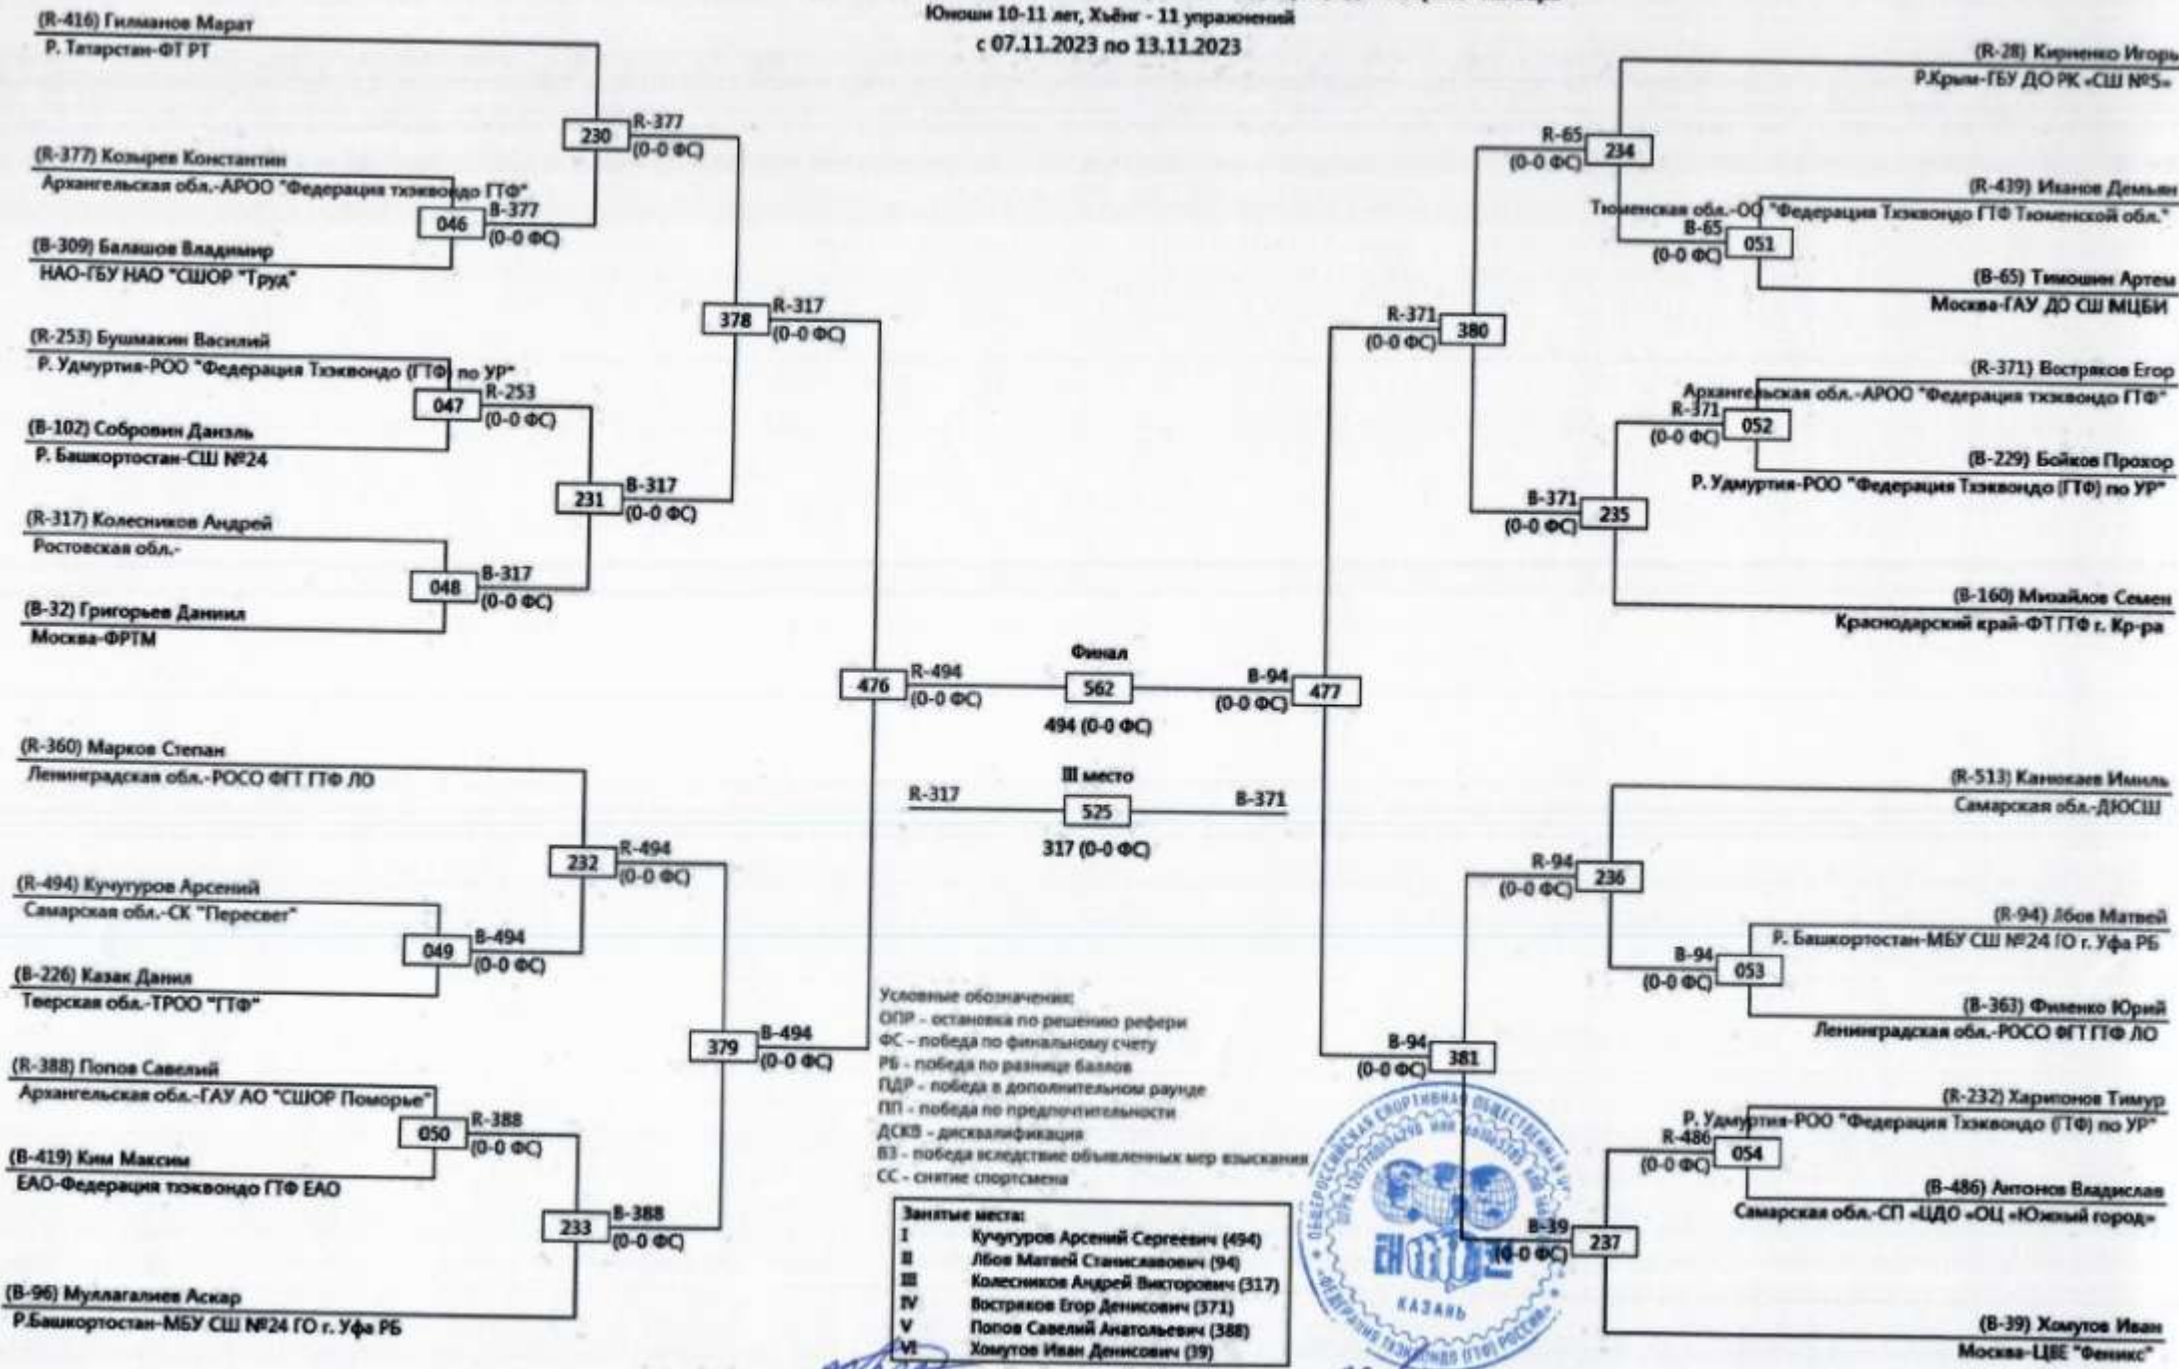 Юноши 10-11 лет, Хъёнг - 11 упражнений
с 07.11.2023 по 13.11.2023
(R-416) Гилманов Марат
Р. Татарстан-ФТ РТ
230
R-377
(0-0 ФС)
(R-377) Козырев Константин
Архангельская обл.-АРОО "Федерация тхэквондо ГТФ"
046
B-377
(0-0 ФС)
(B-309) Балашов Владимир
НАО-ГБУ НАО "СШОР "Труд"
378
R-317
(0-0 ФС)
(R-253) Бушмакин Василий
Р. Удмуртия-РОО "Федерация Тхэквондо (ГТФ) по УР"
047
R-253
(0-0 ФС)
(B-102) Собровин Данэль
Р. Башкортостан-СШ №24
231
B-317
(0-0 ФС)
(R-317) Колесников Андрей
Ростовская обл.-
048
B-317
(0-0 ФС)
(B-32) Григорьев Даниил
Москва-ФРТМ
476
R-494
(0-0 ФС)
(R-360) Марков Степан
Ленинградская обл.-РОСО ФГТ ГТФ ЛО
232
R-494
(0-0 ФС)
(R-494) Кучугуров Арсений
Самарская обл.-СК "Пересвет"
049
B-494
(0-0 ФС)
(B-226) Казак Данил
Тверская обл.-ТРОО "ГТФ"
379
B-494
(0-0 ФС)
(R-388) Попов Савелий
Архангельская обл.-ГАУ АО "СШОР Поморье"
050
R-388
(0-0 ФС)
(B-419) Ким Максим
ЕАО-Федерация тхэквондо ГТФ ЕАО
233
B-388
(0-0 ФС)
(B-96) Муллагалиев Аскар
Р.Башкортостан-МБУ СШ №24 ГО г. Уфа РБ
Финал
562
494 (0-0 ФС)
III место
R-317
525
B-371
317 (0-0 ФС)
(R-28) Кириенко Игорь
Р.Крым-ГБУ ДО РК «СШ №5»
R-65
(0-0 ФС)
234
(R-439) Иванов Демьян
Тюменская обл.-ОО "Федерация Тхэквондо ГТФ Тюменской обл."
B-65
(0-0 ФС)
051
(B-65) Тимошин Артем
Москва-ГАУ ДО СШ МЦБИ
R-371
(0-0 ФС)
380
(R-371) Востряков Егор
Архангельская обл.-АРОО "Федерация тхэквондо ГТФ"
R-371
(0-0 ФС)
052
(B-229) Бойков Прохор
Р. Удмуртия-РОО "Федерация Тхэквондо (ГТФ) по УР"
B-371
(0-0 ФС)
235
(B-160) Михайлов Семен
Краснодарский край-ФТ ГТФ г. Кр-ра
B-94
(0-0 ФС)
477
(R-513) Канюкаев Имиль
Самарская обл.-ДЮСШ
R-94
(0-0 ФС)
236
(R-94) Лбов Матвей
Р. Башкортостан-МБУ СШ №24 ГО г. Уфа РБ
B-94
(0-0 ФС)
053
(B-363) Филенко Юрий
Ленинградская обл.-РОСО ФГТ ГТФ ЛО
B-94
(0-0 ФС)
381
(R-232) Харипонов Тимур
Р. Удмуртия-РОО "Федерация Тхэквондо (ГТФ) по УР"
R-486
(0-0 ФС)
054
(B-486) Антонов Владислав
Самарская обл.-СП «ЦДО «ОЦ «Южный город»
B-39
(0-0 ФС)
237
(B-39) Хомутов Иван
Москва-ЦВЕ "Феникс"
Условные обозначения:
ОПР - остановка по решению рефери
ФС - победа по финальному счету
РБ - победа по разнице баллов
ПДР - победа в дополнительном раунде
ПП - победа по предпочтительности
ДСКВ - дисквалификация
ВЗ - победа вследствие объявленных мер взыскания
СС - снятие спортсмена
Занятые места:
I Кучугуров Арсений Сергеевич (494)
II Лбов Матвей Станиславович (94)
III Колесников Андрей Викторович (317)
IV Востряков Егор Денисович (371)
V Попов Савелий Анатольевич (388)
VI Хомутов Иван Денисович (39)
ОБЩЕРОССИЙСКАЯ СПОРТИВНАЯ ОБЩЕСТВЕННАЯ
«ФЕДЕРАЦИЯ ТХЭКВОНДО (ГТФ) РОССИИ»
КАЗАНЬ